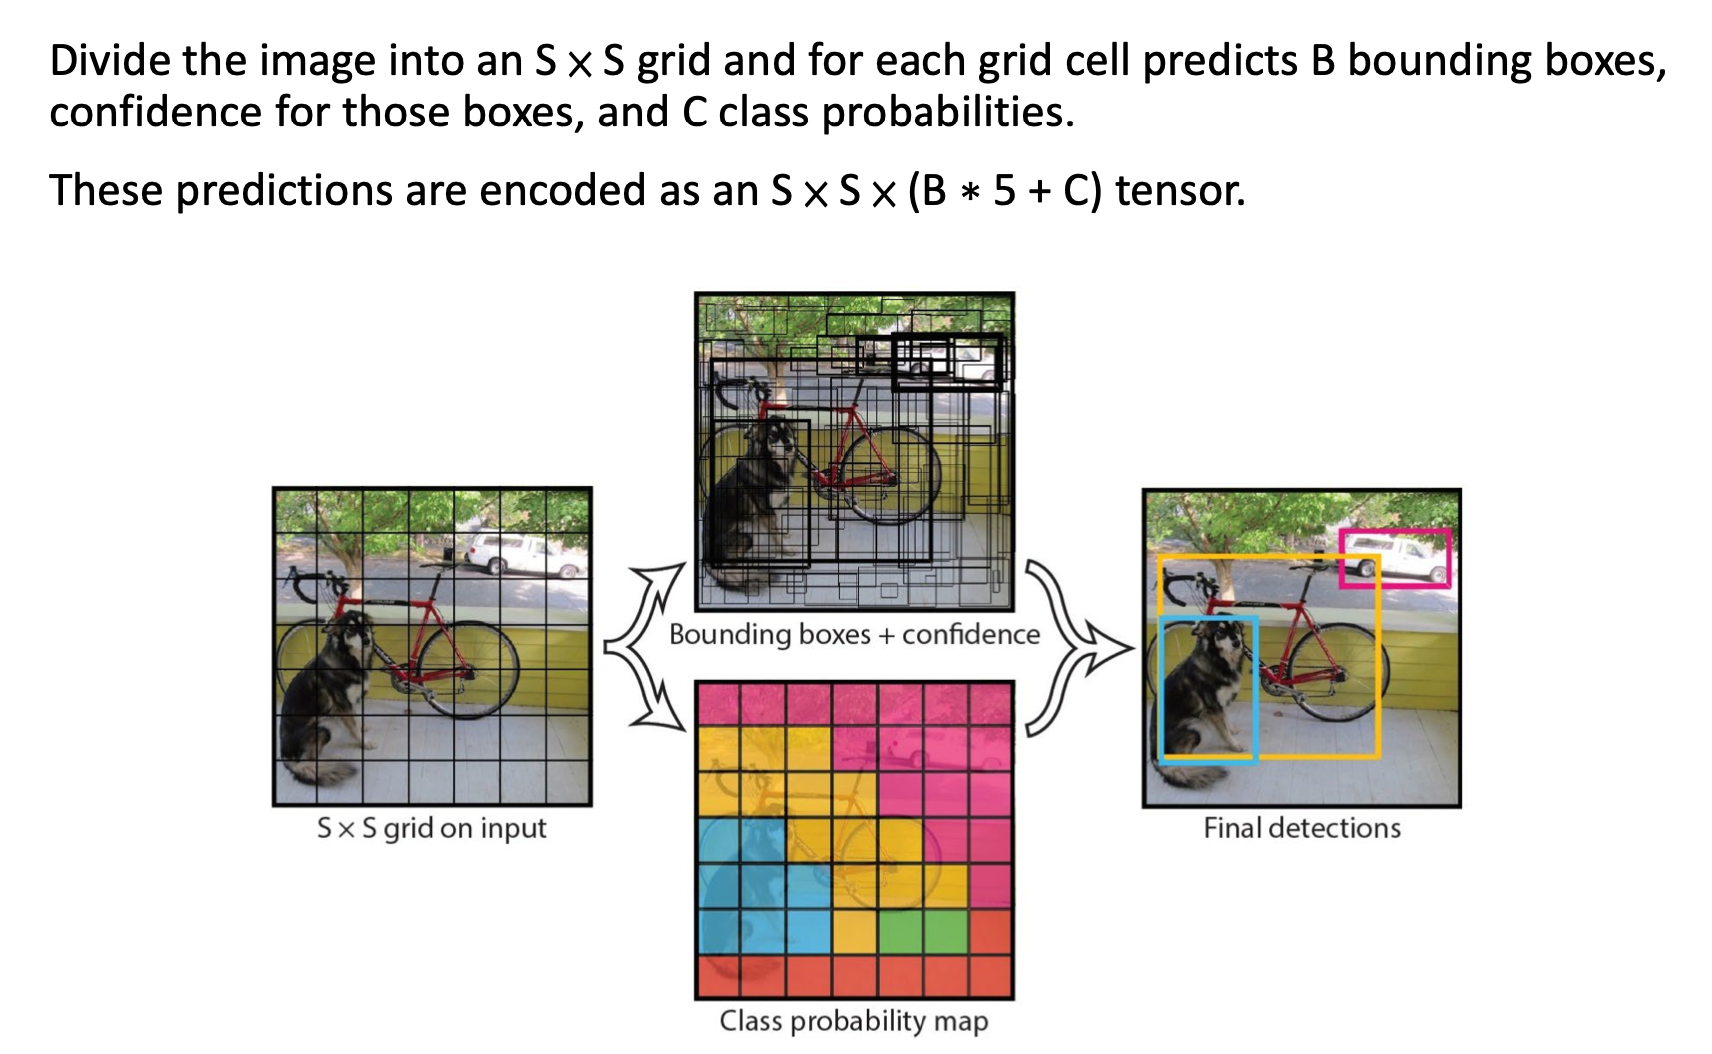 Divide the image into an S x S grid and for each grid cell predicts B bounding boxes,
confidence for those boxes, and C class probabilities.
These predictions are encoded as an S x S x (B * 5 + C) tensor.
Bounding boxes + confidence
S x S grid on input
Final detections
Class probability map